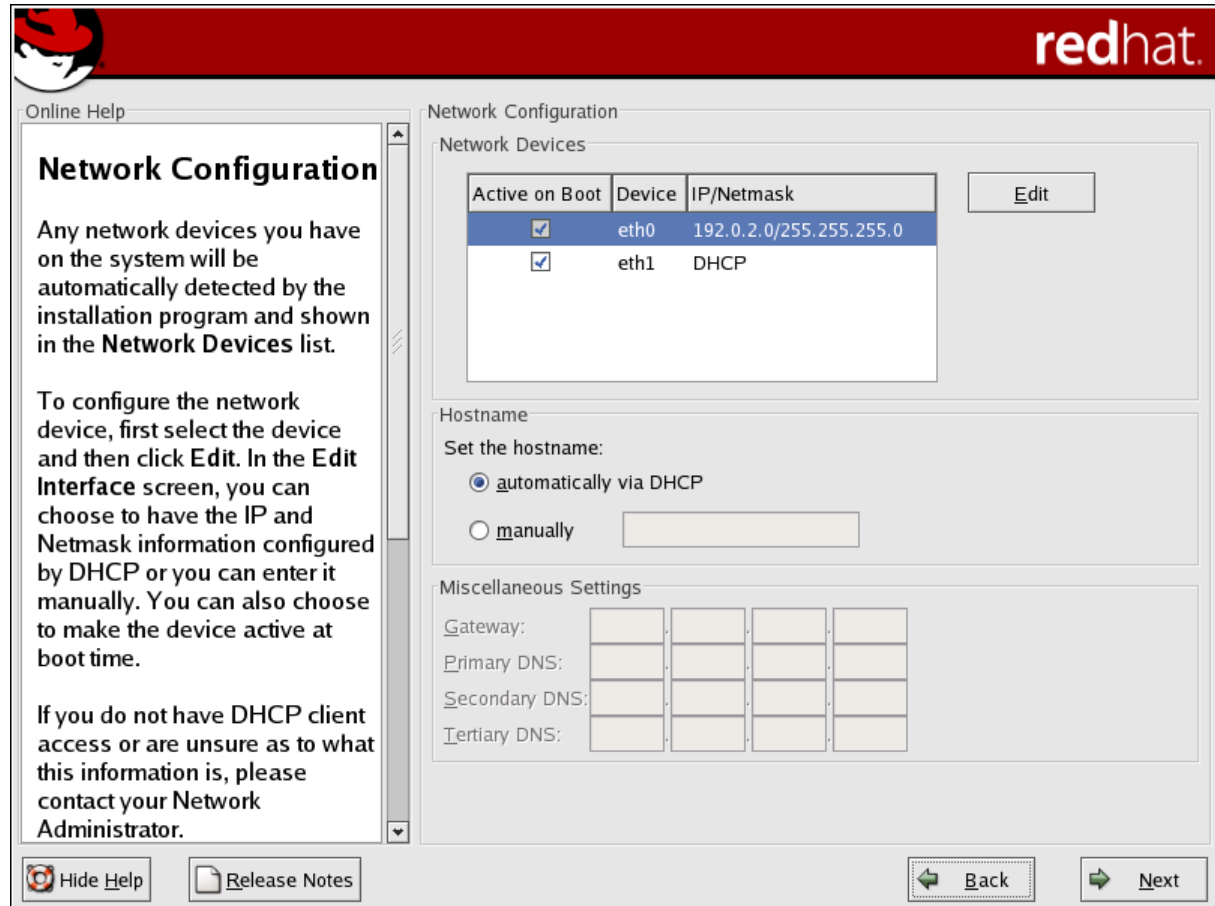 redhat.
Online Help
Network Configuration
Any network devices you have
on the system will be
automatically detected by the
installation program and shown
in the Network Devices list.
To configure the network
device, first select the device
and then click Edit. In the Edit
Interface screen, you can
choose to have the IP and
Netmask information configured
by DHCP or you can enter it
manually. You can also choose
to make the device active at
boot time.
If you do not have DHCP client
access or are unsure as to what
this information is, please
contact your Network
Administrator.
Network Configuration
Network Devices
Active on Boot Device IP/Netmask
eth0 192.0.2.0/255.255.255.0
eth1 DHCP
Edit
Hostname
Set the hostname:
automatically via DHCP
manually
Miscellaneous Settings
Gateway:
Primary DNS:
Secondary DNS:
Tertiary DNS:
Hide Help
Release Notes
Back
Next